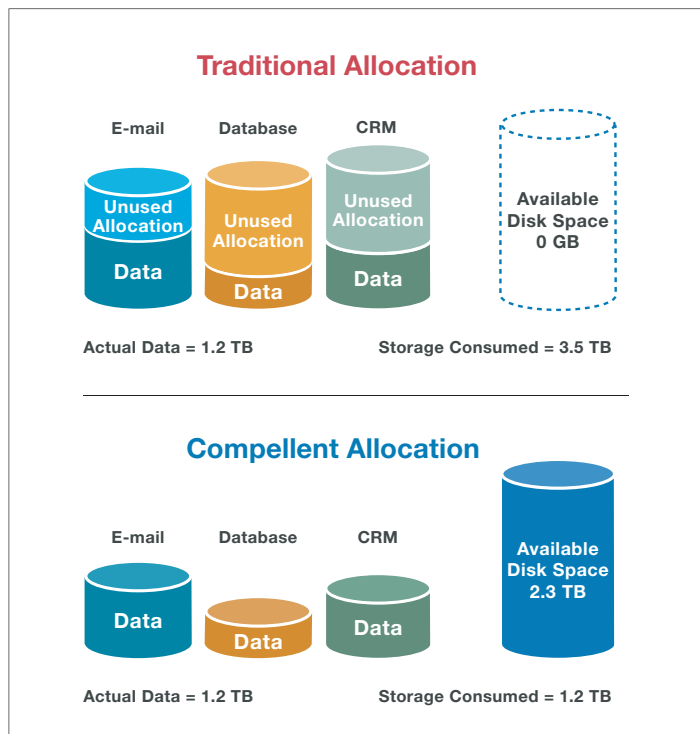 Traditional Allocation
E-mail
Database
CRM
Unused
Allocation
Data
Unused
Allocation
Data
Unused
Allocation
Data
Available
Disk Space
0 GB
Actual Data = 1.2 TB
Storage Consumed = 3.5 TB
Compellent Allocation
E-mail
Database
CRM
Data
Data
Data
Available
Disk Space
2.3 TB
Actual Data = 1.2 TB
Storage Consumed = 1.2 TB